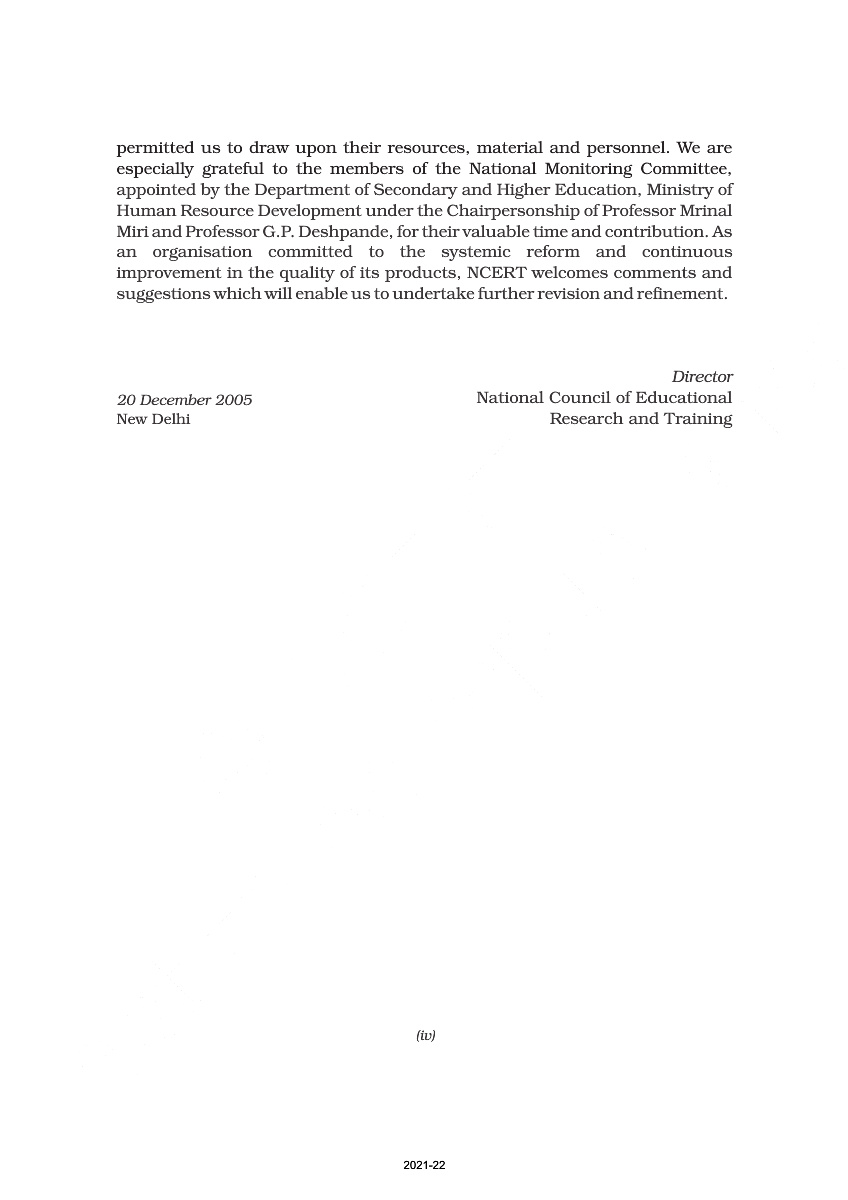 permitted us to draw upon their resources, material and personnel. We are
especially grateful to the members of the National Monitoring Committee,
appointed by the Department of Secondary and Higher Education, Ministry of
Human Resource Development under the Chairpersonship of Professor Mrinal
Miri and Professor G.P. Deshpande, for their valuable time and contribution. As
an organisation committed to the systemic reform and continuous
improvement in the quality of its products, NCERT welcomes comments and
suggestions which will enable us to undertake further revision and refinement.
Director
20 December 2005 National Council of Educational
New Delhi Research and Training
(iv)
2021-22